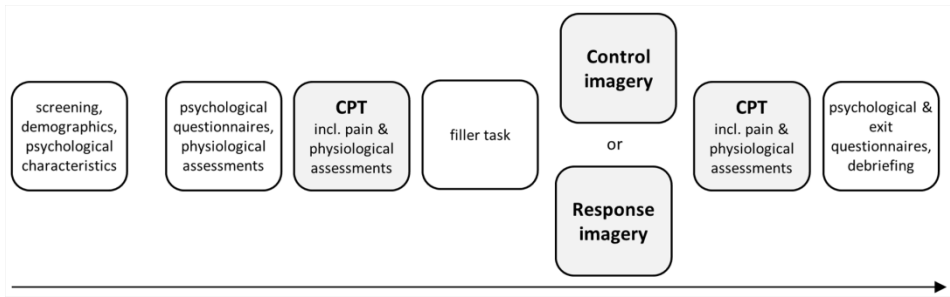 screening,
demographics,
psychological
characteristics
psychological
questionnaires,
physiological
assessments
CPT
incl. pain &
physiological
assessments
filler task
Control
imagery
or
Response
imagery
CPT
incl. pain &
physiological
assessments
psychological &
exit
questionnaires,
debriefing